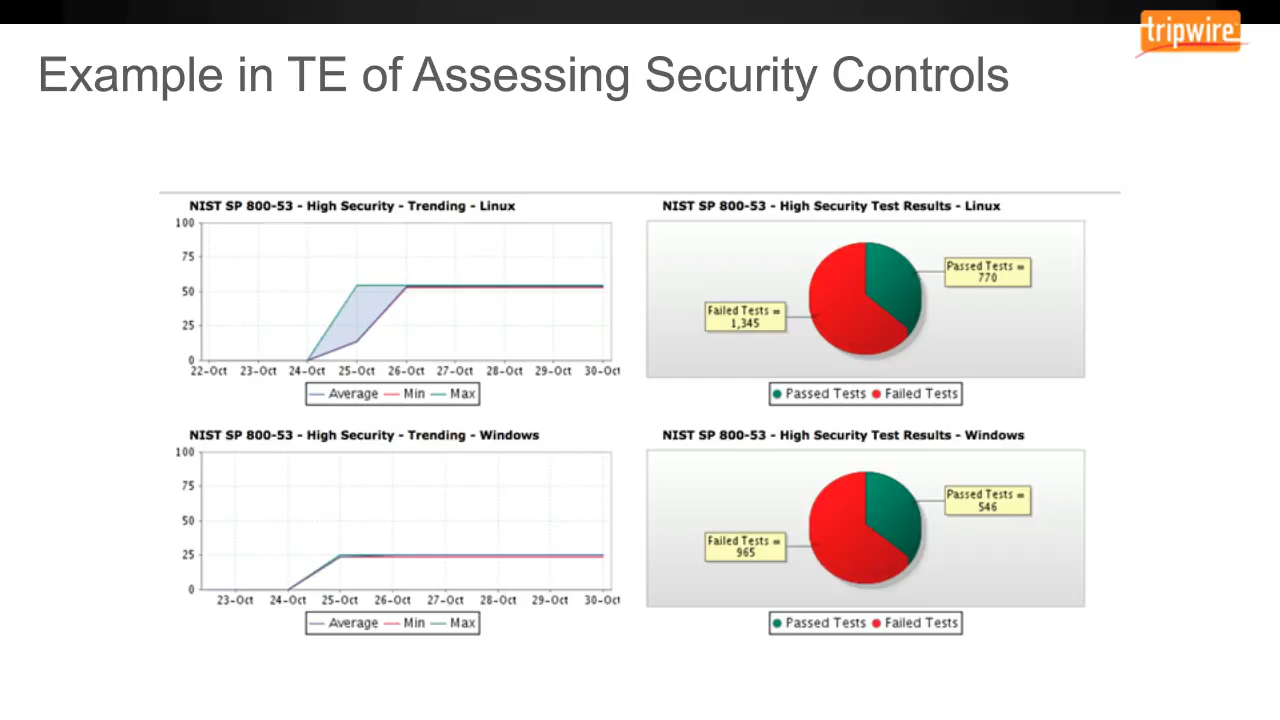 tripwire
Example in TE of Assessing Security Controls
NIST SP 800-53 - High Security - Trending - Linux
100
75
50
25
0
22-Oct 23-Oct 24-Oct 25-Oct 26-Oct 27-Oct 28-Oct 29-Oct 30-Oct
Average Min Max
NIST SP 800-53 - High Security Test Results - Linux
Passed Tests =
770
Failed Tests =
1,345
Passed Tests Failed Tests
NIST SP 800-53 - High Security - Trending - Windows
100
75
50
25
0
23-Oct 24-Oct 25-Oct 26-Oct 27-Oct 28-Oct 29-Oct 30-Oct
Average Min Max
NIST SP 800-53 - High Security Test Results - Windows
Passed Tests =
546
Failed Tests =
965
Passed Tests Failed Tests